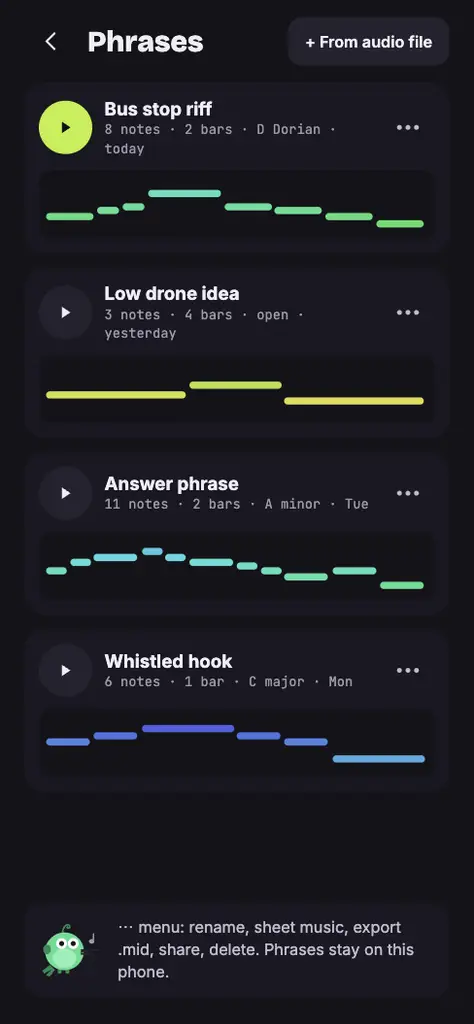 Phrases
+ From audio file
Bus stop riff
8 notes · 2 bars · D Dorian ·
today
Low drone idea
3 notes · 4 bars · open ·
yesterday
Answer phrase
11 notes · 2 bars · A minor · Tue
Whistled hook
6 notes · 1 bar · C major · Mon
··· menu: rename, sheet music, export
.mid, share, delete. Phrases stay on this
phone.